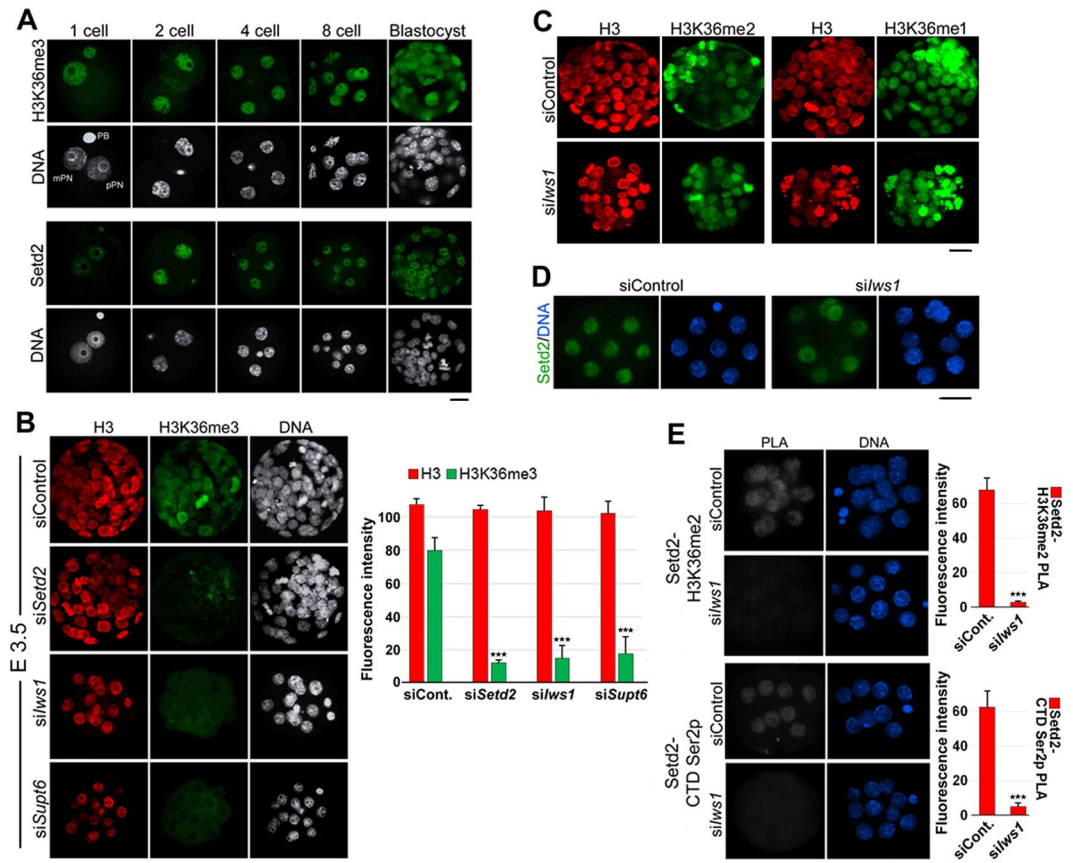 A
1 cell 2 cell 4 cell 8 cell Blastocyst
H3K36me3
DNA
PB
mPN
pPN
Setd2
DNA
B
H3 H3K36me3 DNA
E 3.5
siControl
siSetd2
siIws1
siSupt6
H3 H3K36me3
Fluorescence intensity
100
80
60
40
20
0
*** *** ***
siCont. siSetd2 siIws1 siSupt6
C
H3 H3K36me2 H3 H3K36me1
siControl
siIws1
D
siControl siIws1
Setd2/DNA
E
PLA DNA
Setd2-
H3K36me2
siControl
siIws1
Fluorescence intensity
60
40
20
0
***
siCont. siIws1
Setd2-
H3K36me2 PLA
Setd2-
CTD Ser2p
siControl
siIws1
Fluorescence intensity
60
40
20
0
***
siCont. siIws1
Setd2-
CTD Ser2p PLA